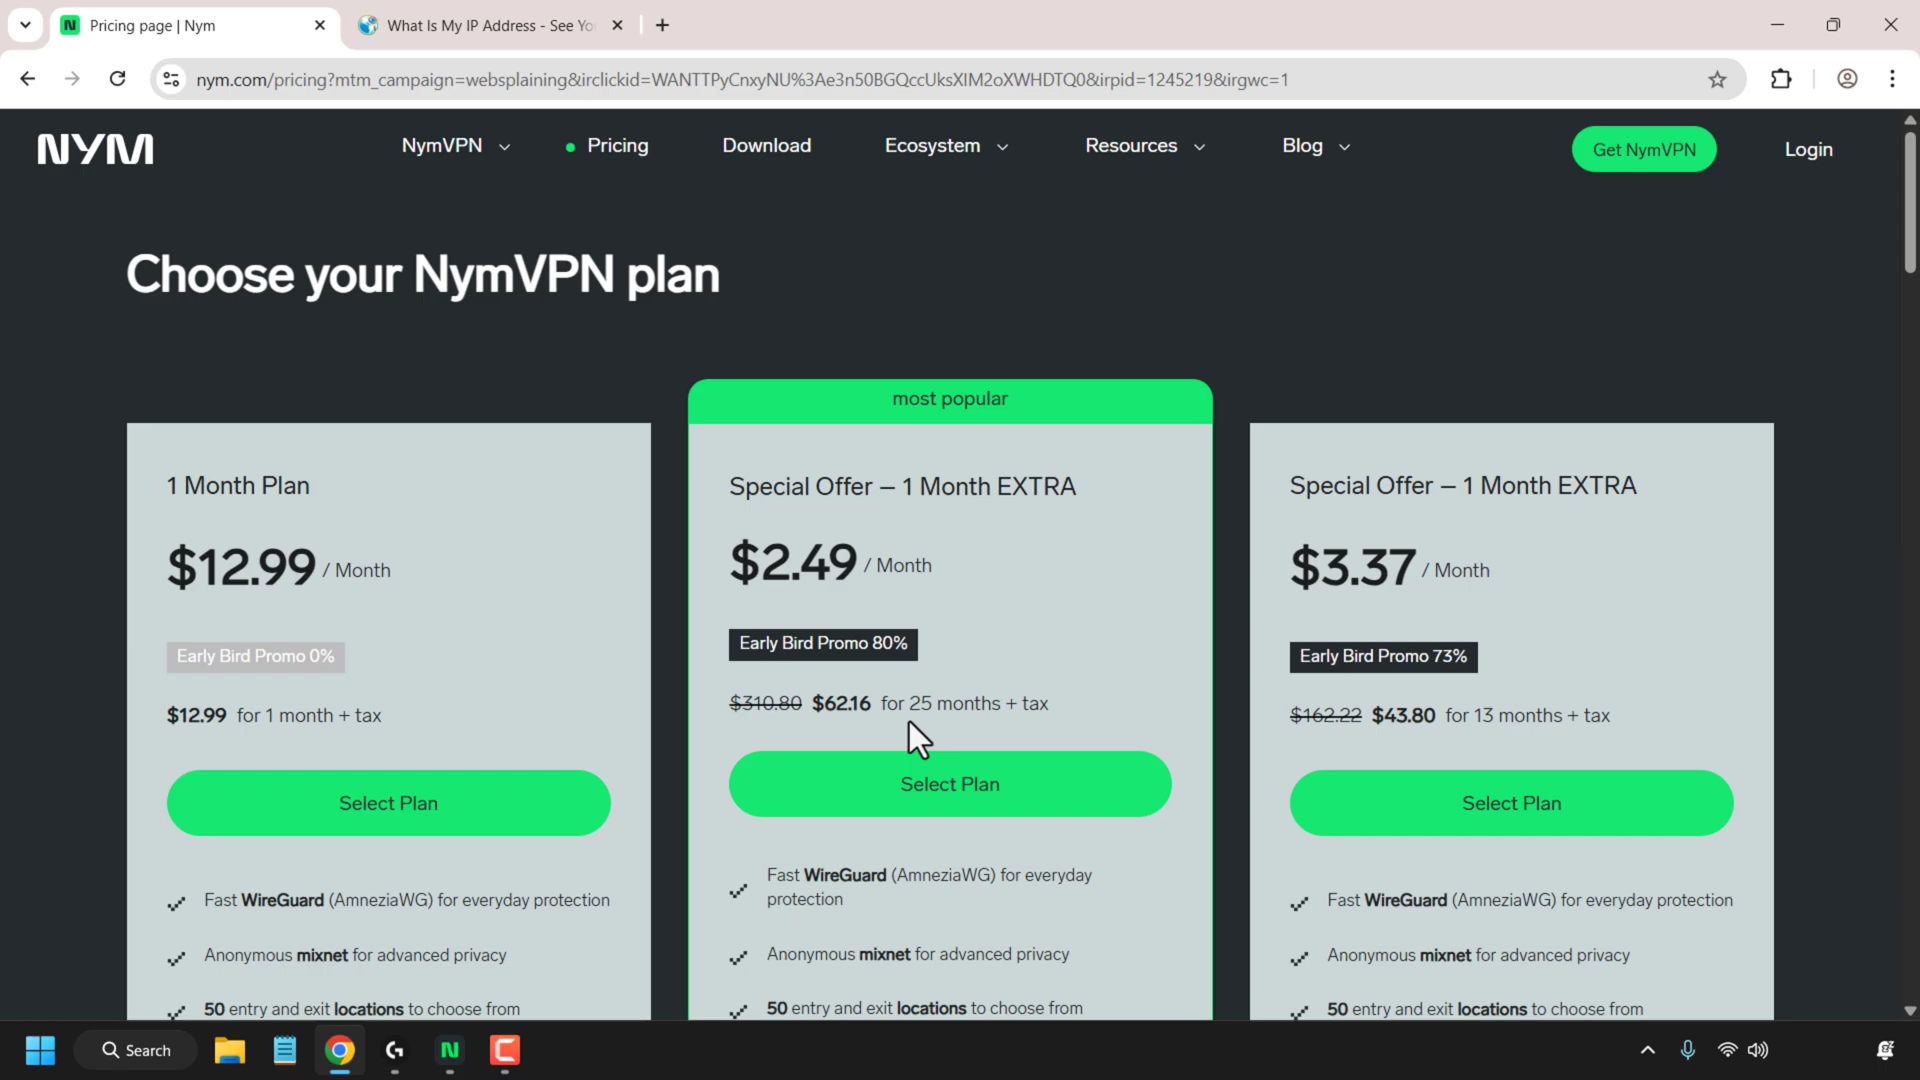 Pricing page | Nym
What Is My IP Address - See Yo
nym.com/pricing?mtm_campaign=websplaining&irclickid=WANTTPyCnxyNU%3Ae3n50BGQccUksXIM2oXWHDTQ0&irpid=1245219&irgwc=1
NYM
NymVPN
Pricing
Download
Ecosystem
Resources
Blog
Get NymVPN
Login
Choose your NymVPN plan
1 Month Plan
$12.99 / Month
Early Bird Promo 0%
$12.99 for 1 month + tax
Select Plan
Fast WireGuard (AmneziaWG) for everyday protection
Anonymous mixnet for advanced privacy
50 entry and exit locations to choose from
most popular
Special Offer – 1 Month EXTRA
$2.49 / Month
Early Bird Promo 80%
$310.80 $62.16 for 25 months + tax
Select Plan
Fast WireGuard (AmneziaWG) for everyday
protection
Anonymous mixnet for advanced privacy
50 entry and exit locations to choose from
Special Offer – 1 Month EXTRA
$3.37 / Month
Early Bird Promo 73%
$162.22 $43.80 for 13 months + tax
Select Plan
Fast WireGuard (AmneziaWG) for everyday protection
Anonymous mixnet for advanced privacy
50 entry and exit locations to choose from
Search